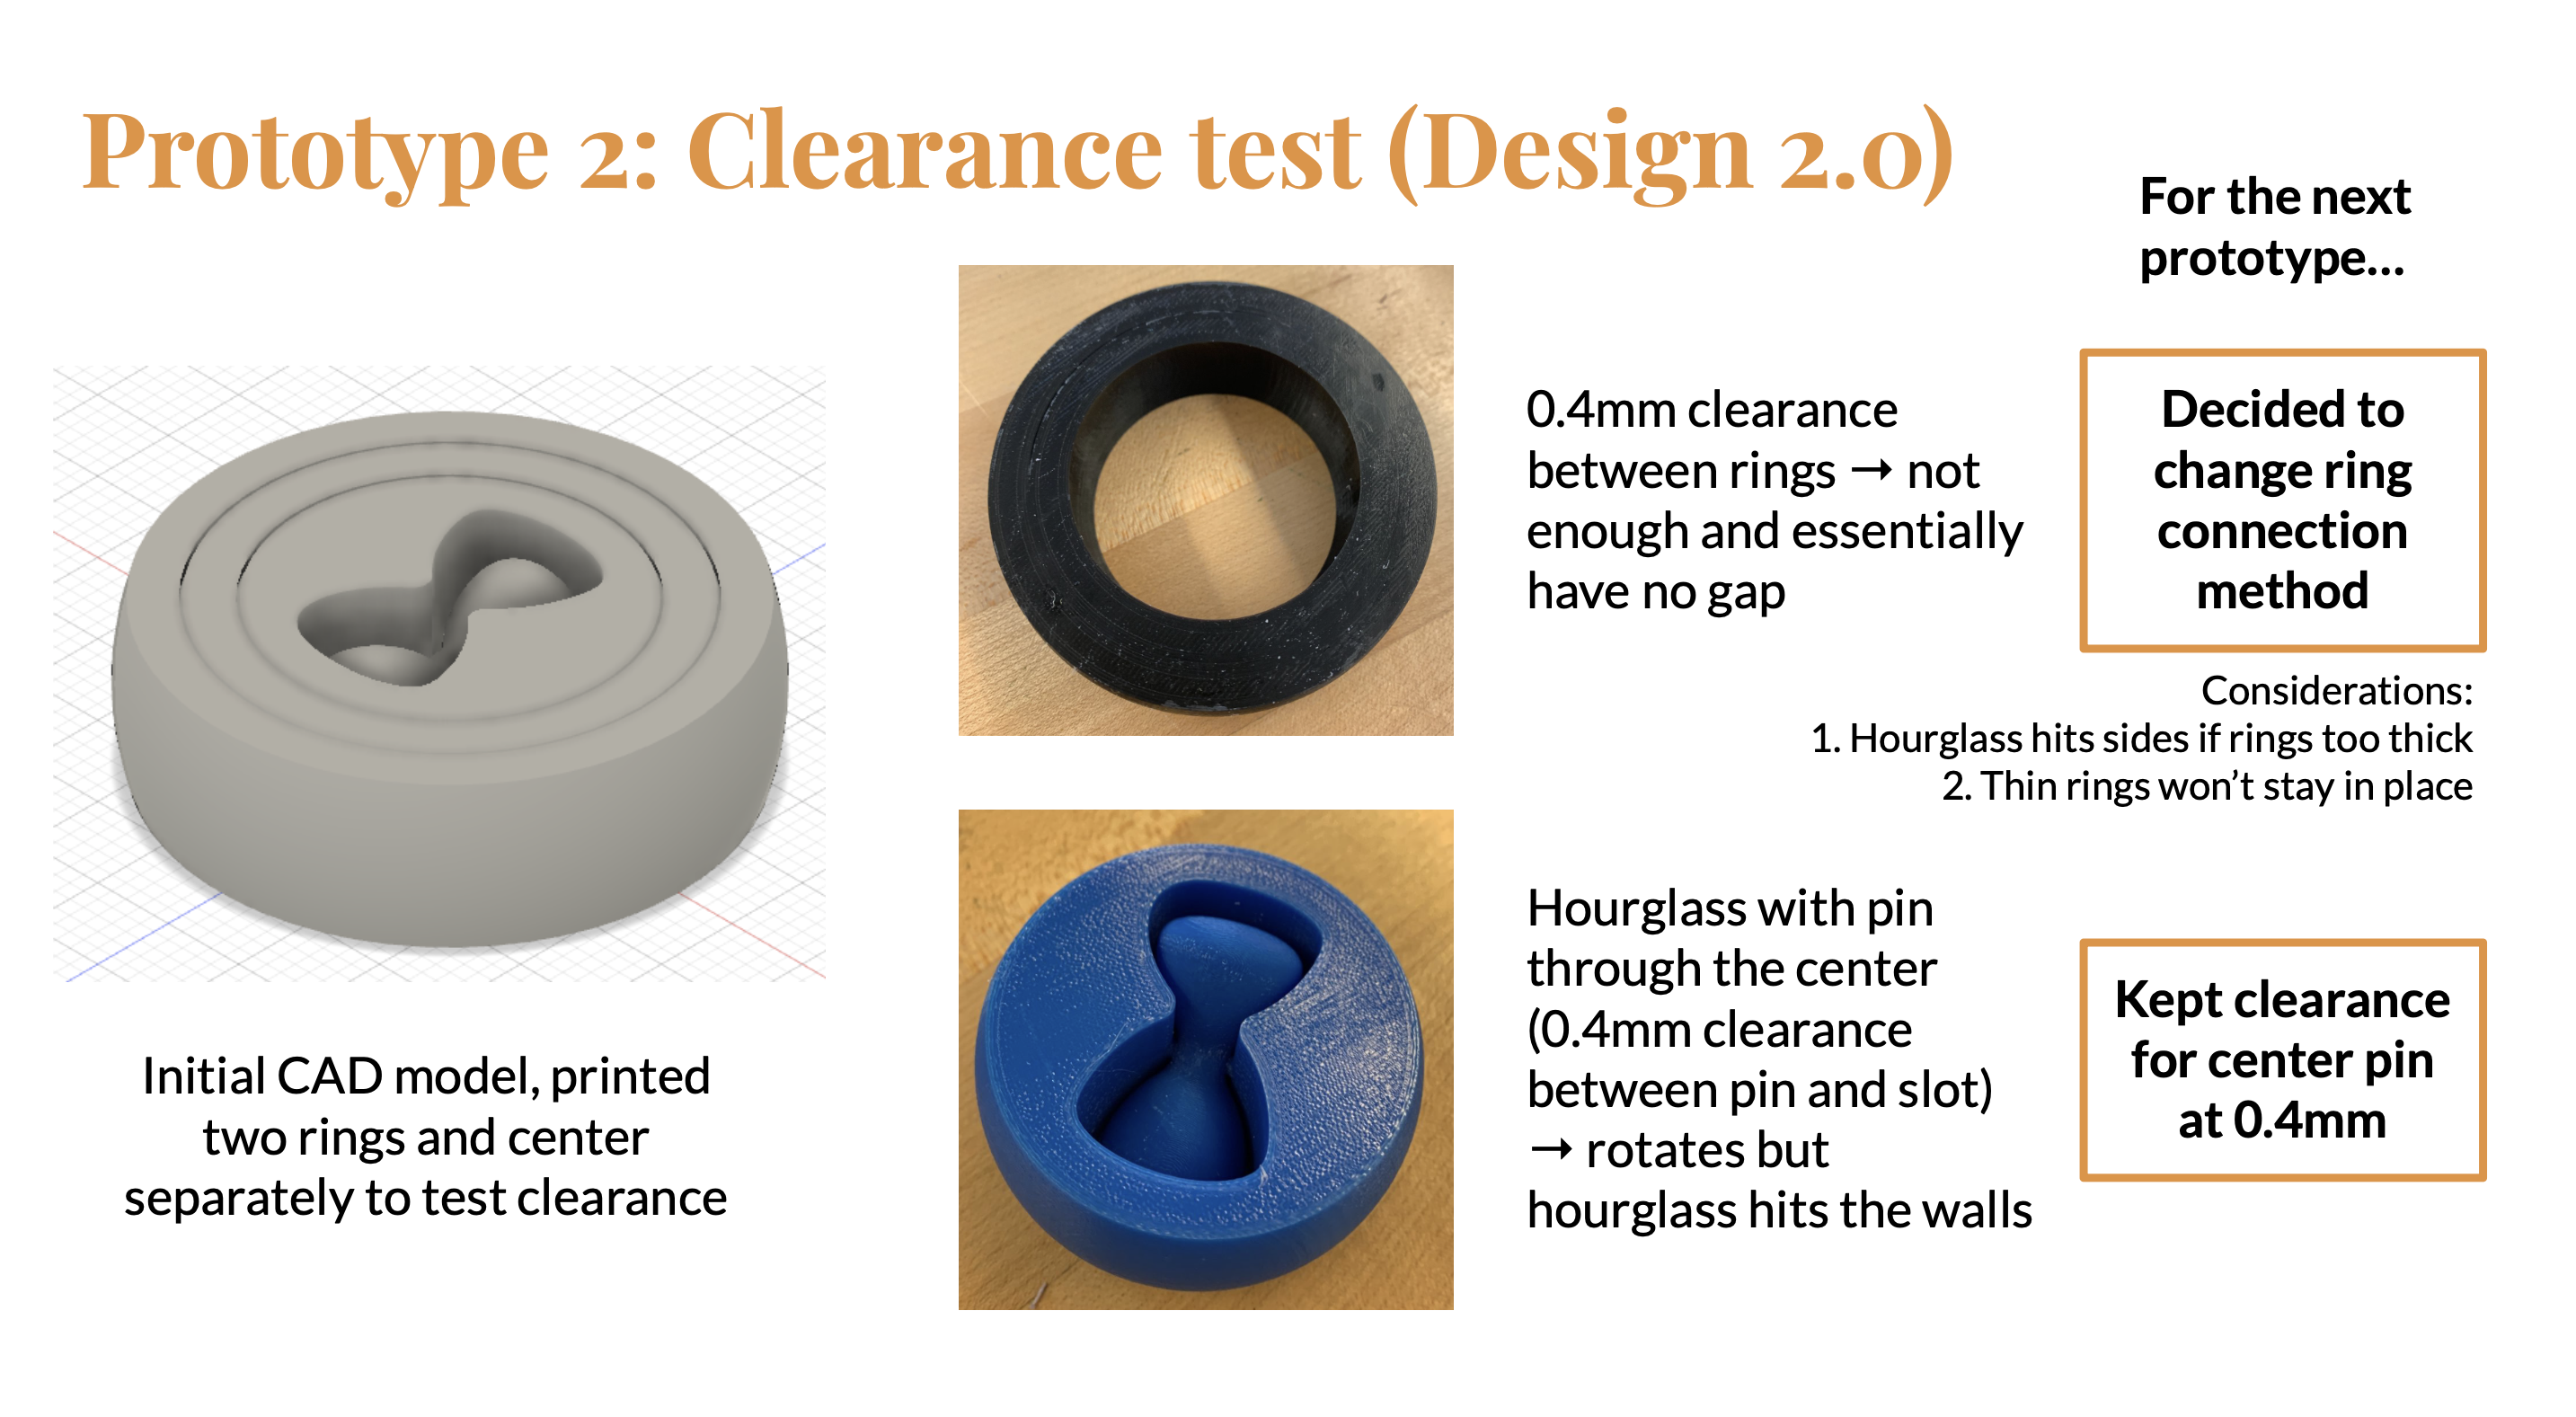 Prototype 2: Clearance test (Design 2.0)
For the next
prototype...
Initial CAD model, printed
two rings and center
separately to test clearance
0.4mm clearance
between rings → not
enough and essentially
have no gap
Decided to
change ring
connection
method
Considerations:
1. Hourglass hits sides if rings too thick
2. Thin rings won't stay in place
Hourglass with pin
through the center
(0.4mm clearance
between pin and slot)
→ rotates but
hourglass hits the walls
Kept clearance
for center pin
at 0.4mm